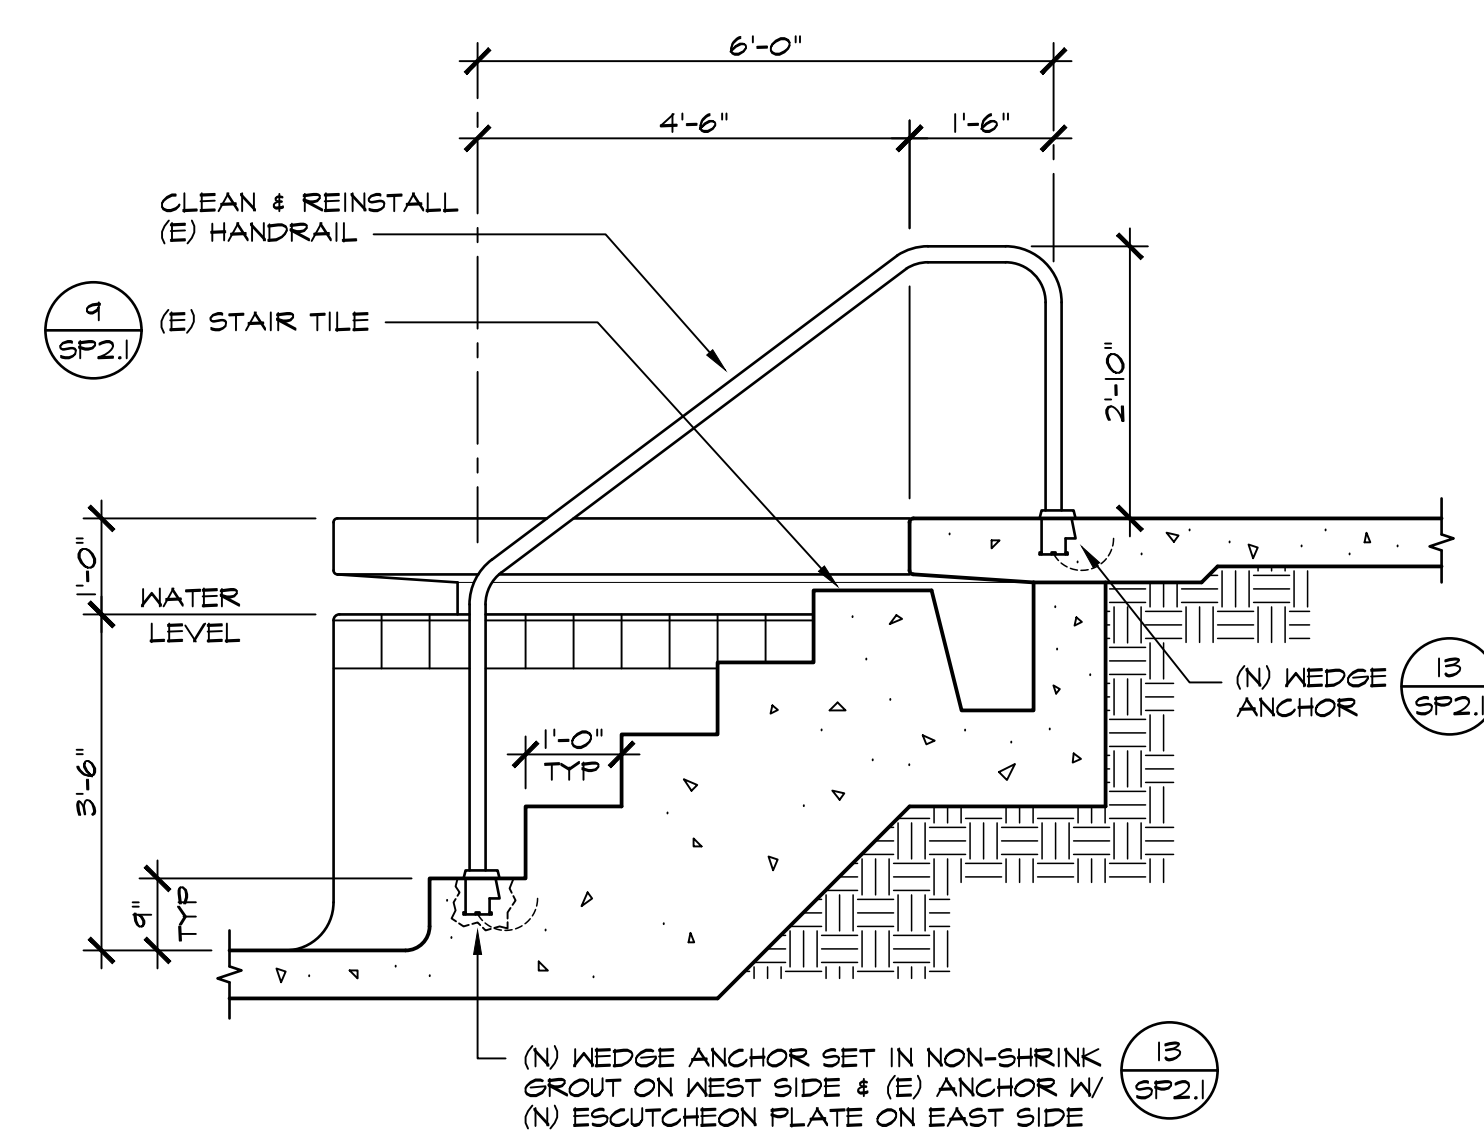 6'-0"
4'-6"
1'-6"
CLEAN & REINSTALL
(E) HANDRAIL
9
SP2.1
(E) STAIR TILE
2'-10"
1'-0"
WATER
LEVEL
(N) WEDGE
ANCHOR
13
SP2.1
1'-0"
TYP
3'-6"
9"
TYP
(N) WEDGE ANCHOR SET IN NON-SHRINK
GROUT ON WEST SIDE & (E) ANCHOR W/
(N) ESCUTCHEON PLATE ON EAST SIDE
13
SP2.1